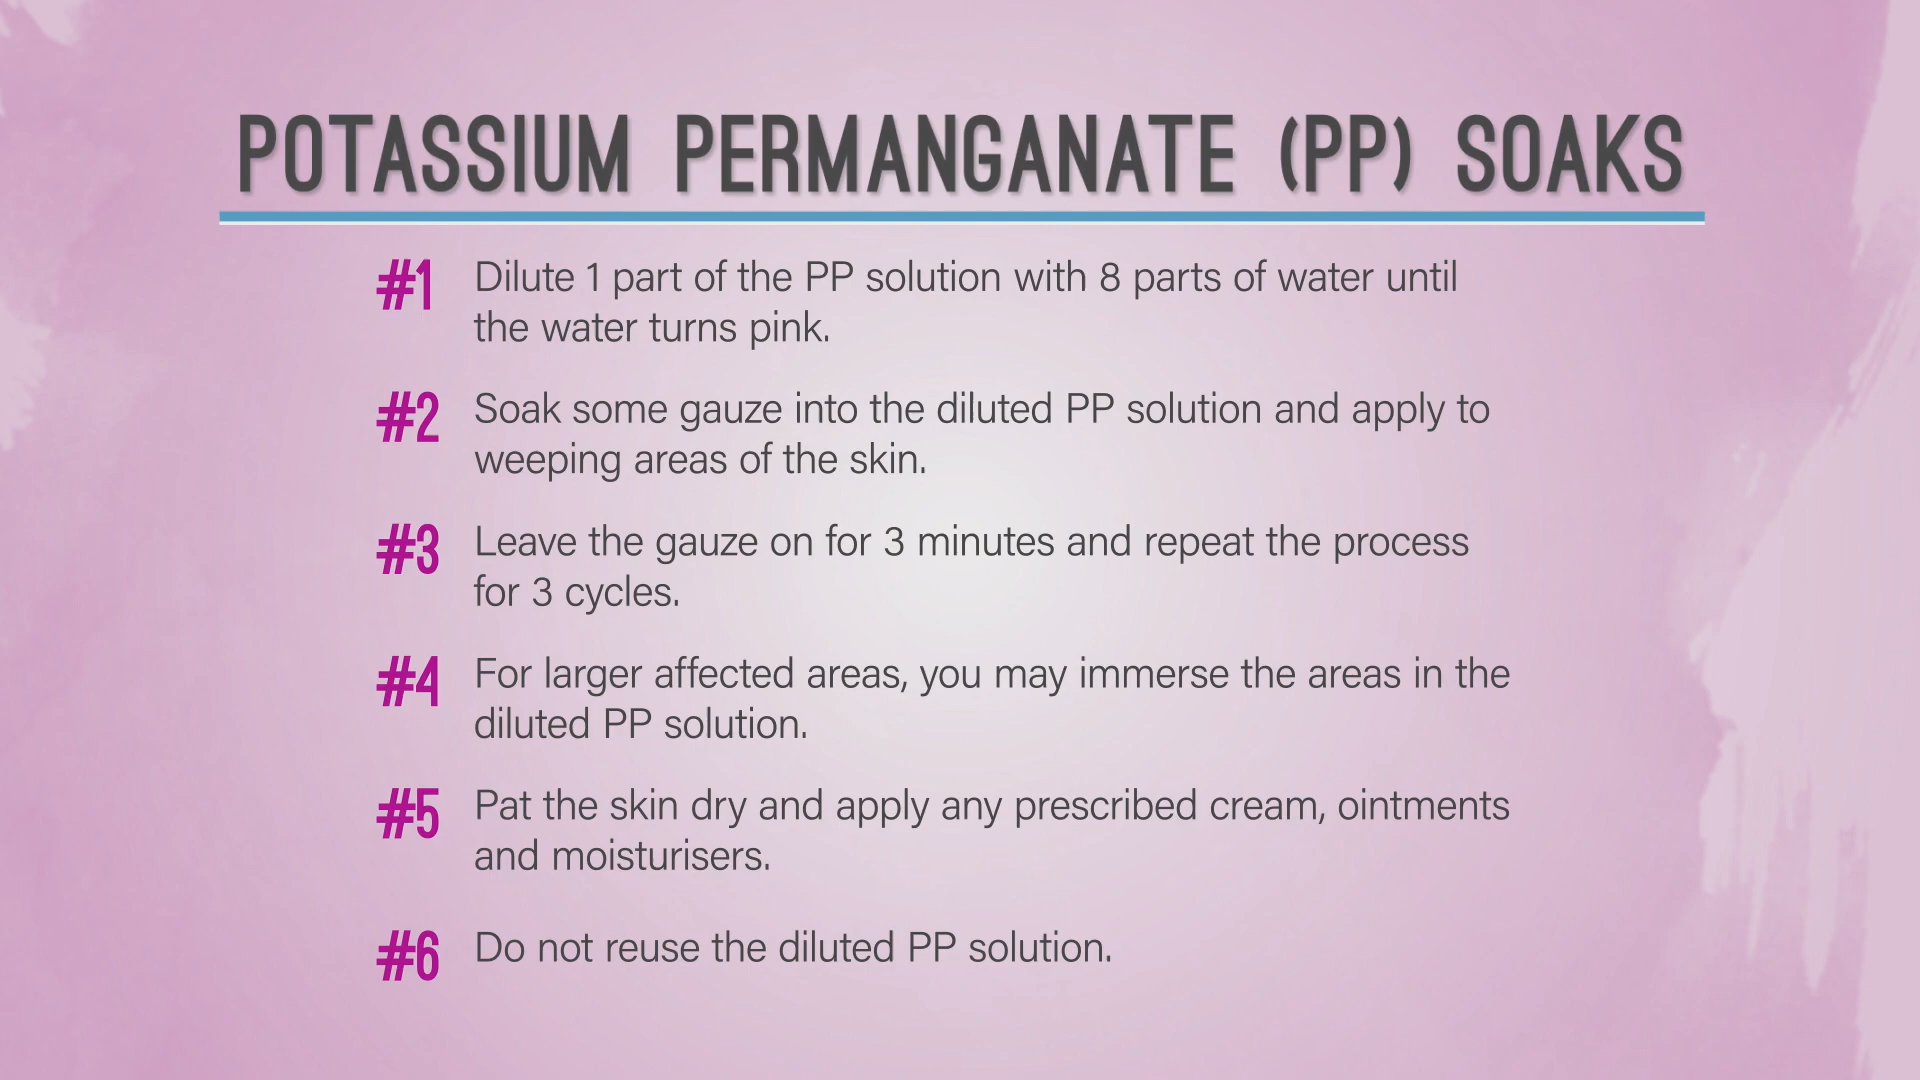 POTASSIUM PERMANGANATE (PP) SOAKS
#1 Dilute 1 part of the PP solution with 8 parts of water until
the water turns pink.
#2 Soak some gauze into the diluted PP solution and apply to
weeping areas of the skin.
#3 Leave the gauze on for 3 minutes and repeat the process
for 3 cycles.
#4 For larger affected areas, you may immerse the areas in the
diluted PP solution.
#5 Pat the skin dry and apply any prescribed cream, ointments
and moisturisers.
#6 Do not reuse the diluted PP solution.